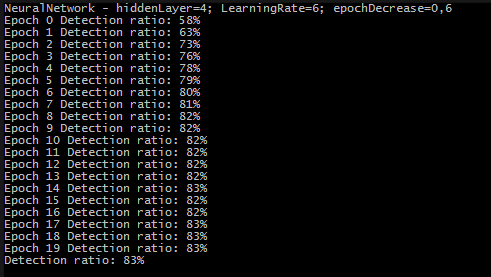 NeuralNetwork - hiddenLayer=4; LearningRate=6; epochDecrease=0,6
Epoch 0 Detection ratio: 58%
Epoch 1 Detection ratio: 63%
Epoch 2 Detection ratio: 73%
Epoch 3 Detection ratio: 76%
Epoch 4 Detection ratio: 78%
Epoch 5 Detection ratio: 79%
Epoch 6 Detection ratio: 80%
Epoch 7 Detection ratio: 81%
Epoch 8 Detection ratio: 82%
Epoch 9 Detection ratio: 82%
Epoch 10 Detection ratio: 82%
Epoch 11 Detection ratio: 82%
Epoch 12 Detection ratio: 82%
Epoch 13 Detection ratio: 82%
Epoch 14 Detection ratio: 83%
Epoch 15 Detection ratio: 82%
Epoch 16 Detection ratio: 82%
Epoch 17 Detection ratio: 83%
Epoch 18 Detection ratio: 83%
Epoch 19 Detection ratio: 83%
Detection ratio: 83%